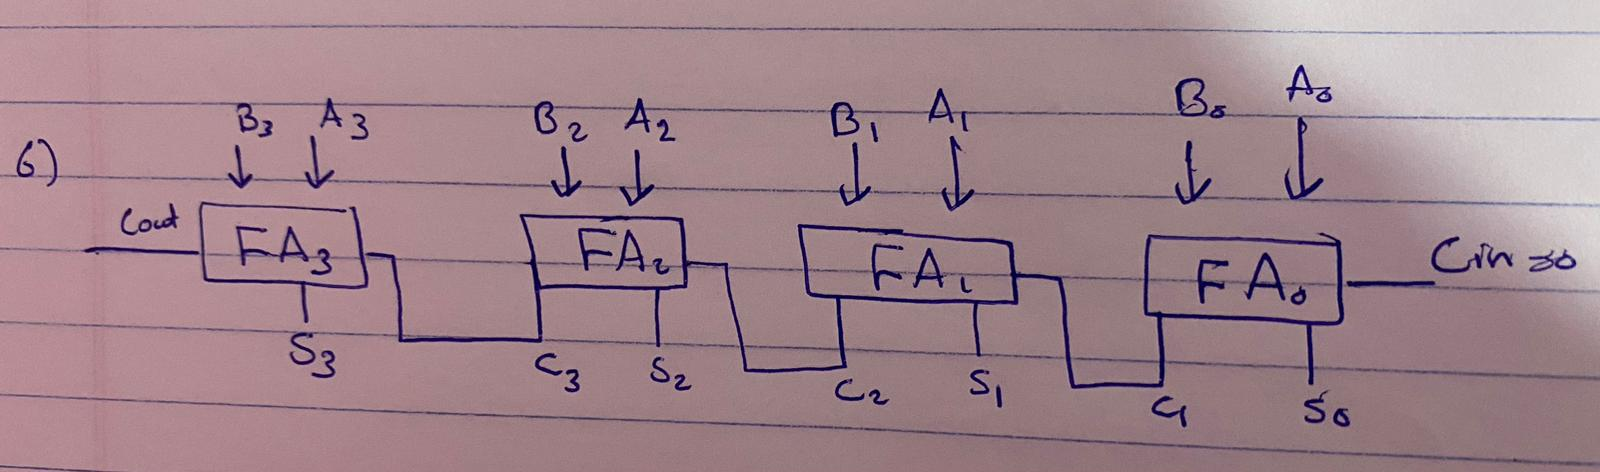 B3 A3 B2 A2 B1 A1 B0 A0
6)
Cout FA3 FA2 FA1 FA0 Cin=0
S3 C3 S2 C2 S1 C1 S0